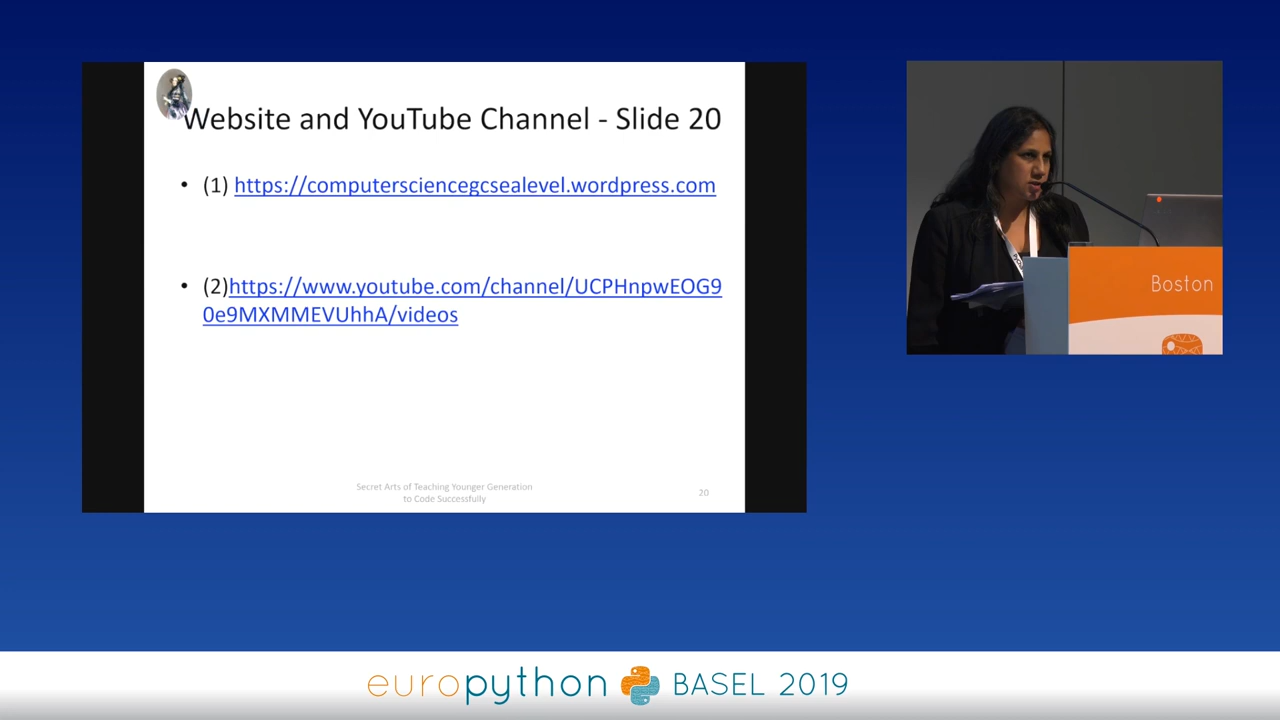 Website and YouTube Channel - Slide 20
• (1) https://computersciencegcsealevel.wordpress.com
• (2)https://www.youtube.com/channel/UCPHnpwEOG9
0e9MXMMEVUhhA/videos
Secret Arts of Teaching Younger Generation
to Code Successfully
20
Boston
europython BASEL 2019